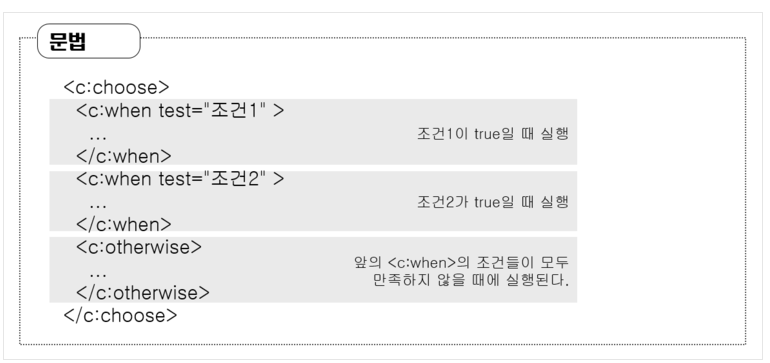 문법
<c:choose>
<c:when test="조건1" >
... 조건1이 true일 때 실행
</c:when>
<c:when test="조건2" >
... 조건2가 true일 때 실행
</c:when>
<c:otherwise>
앞의 <c:when>의 조건들이 모두
... 만족하지 않을 때에 실행된다.
</c:otherwise>
</c:choose>